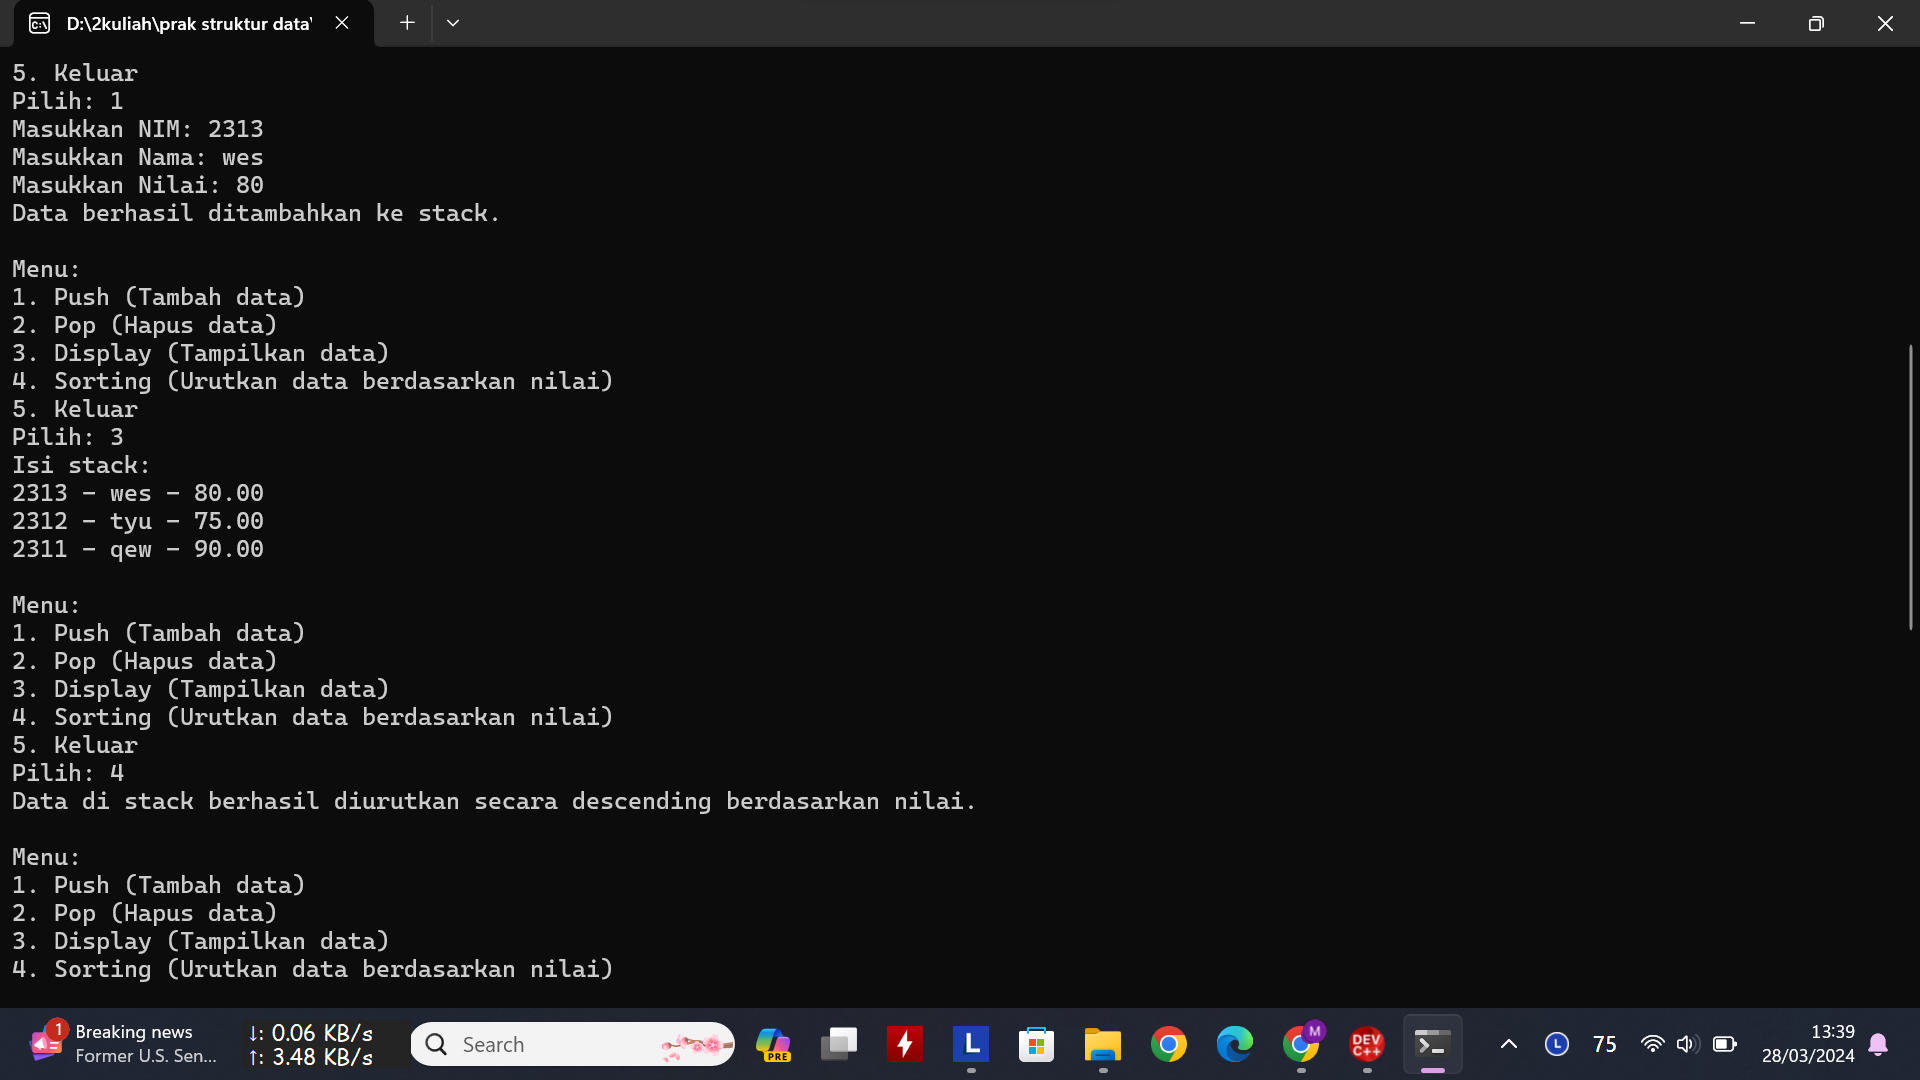 D:\2kuliah\prak struktur data\
5. Keluar
Pilih: 1
Masukkan NIM: 2313
Masukkan Nama: wes
Masukkan Nilai: 80
Data berhasil ditambahkan ke stack.
Menu:
1. Push (Tambah data)
2. Pop (Hapus data)
3. Display (Tampilkan data)
4. Sorting (Urutkan data berdasarkan nilai)
5. Keluar
Pilih: 3
Isi stack:
2313 - wes - 80.00
2312 - tyu - 75.00
2311 - qew - 90.00
Menu:
1. Push (Tambah data)
2. Pop (Hapus data)
3. Display (Tampilkan data)
4. Sorting (Urutkan data berdasarkan nilai)
5. Keluar
Pilih: 4
Data di stack berhasil diurutkan secara descending berdasarkan nilai.
Menu:
1. Push (Tambah data)
2. Pop (Hapus data)
3. Display (Tampilkan data)
4. Sorting (Urutkan data berdasarkan nilai)
1
Breaking news
Former U.S. Sen...
↓: 0.06 KB/s
↑: 3.48 KB/s
Search
PRE
L
M
DEV
C++
L
75
13:39
28/03/2024